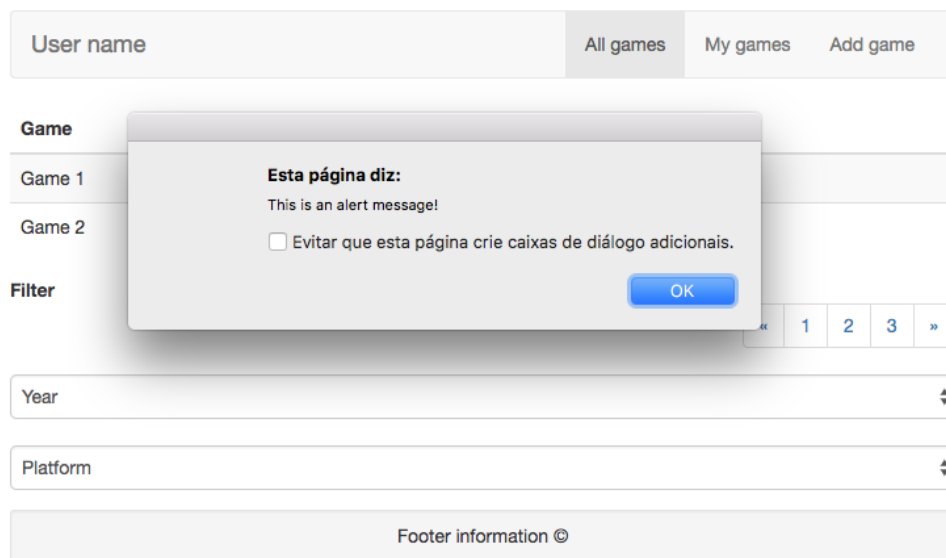 User name All games My games Add game
Game
Game 1
Game 2
Esta página diz:
This is an alert message!
Evitar que esta página crie caixas de diálogo adicionais.
OK
Filter
« 1 2 3 »
Year
Platform
Footer information ©